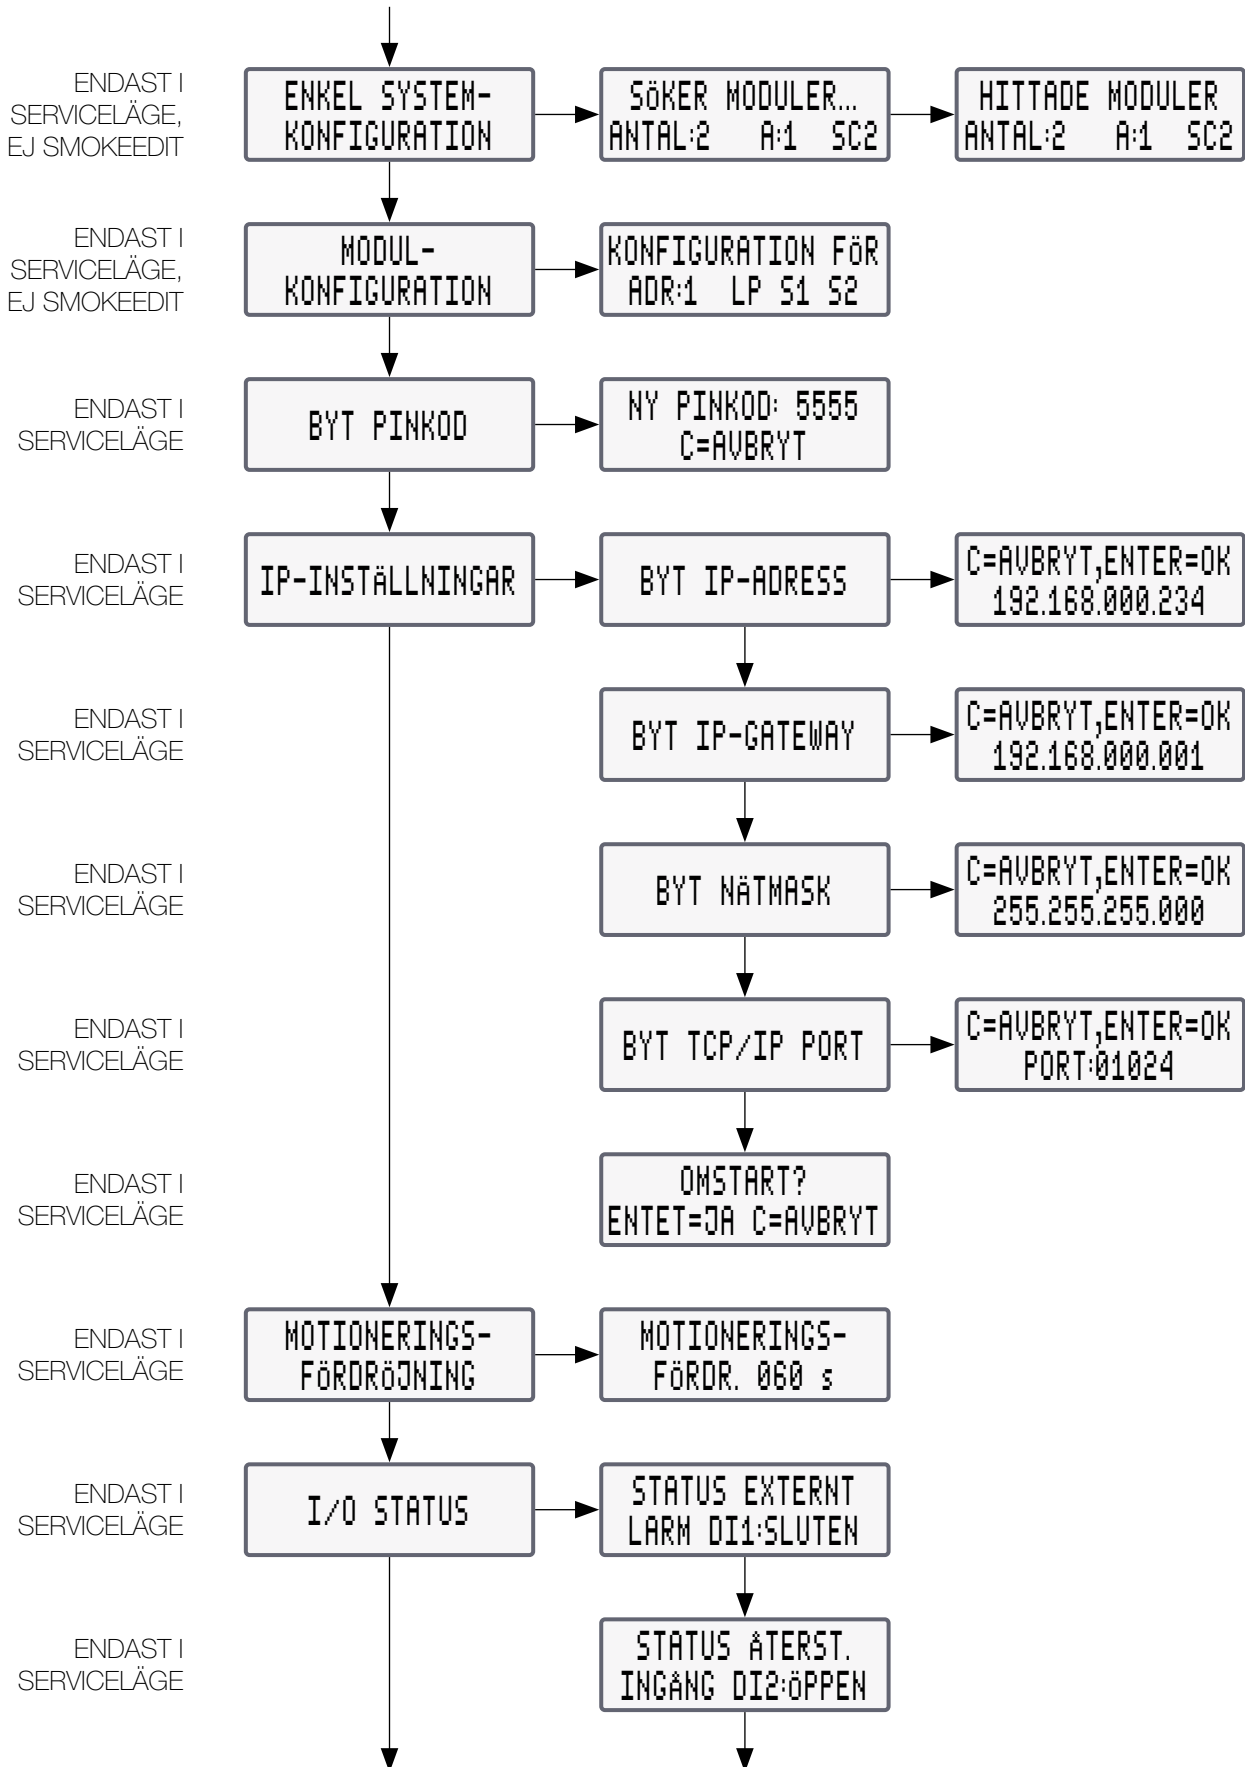 ENDAST I
SERVICELÄGE,
EJ SMOKEEDIT
ENKEL SYSTEM-
KONFIGURATION
SÖKER MODULER...
ANTAL:2 A:1 SC2
HITTADE MODULER
ANTAL:2 A:1 SC2
ENDAST I
SERVICELÄGE,
EJ SMOKEEDIT
MODUL-
KONFIGURATION
KONFIGURATION FÖR
ADR:1 LP S1 S2
ENDAST I
SERVICELÄGE
BYT PINKOD
NY PINKOD: 5555
C=AVBRYT
ENDAST I
SERVICELÄGE
IP-INSTÄLLNINGAR
BYT IP-ADRESS
C=AVBRYT,ENTER=OK
192.168.000.234
ENDAST I
SERVICELÄGE
BYT IP-GATEWAY
C=AVBRYT,ENTER=OK
192.168.000.001
ENDAST I
SERVICELÄGE
BYT NÄTMASK
C=AVBRYT,ENTER=OK
255.255.255.000
ENDAST I
SERVICELÄGE
BYT TCP/IP PORT
C=AVBRYT,ENTER=OK
PORT:01024
ENDAST I
SERVICELÄGE
OMSTART?
ENTET=JA C=AVBRYT
ENDAST I
SERVICELÄGE
MOTIONERINGS-
FÖRDRÖJNING
MOTIONERINGS-
FÖRDR. 060 s
ENDAST I
SERVICELÄGE
I/O STATUS
STATUS EXTERNT
LARM DI1:SLUTEN
ENDAST I
SERVICELÄGE
STATUS ÅTERST.
INGÅNG DI2:ÖPPEN